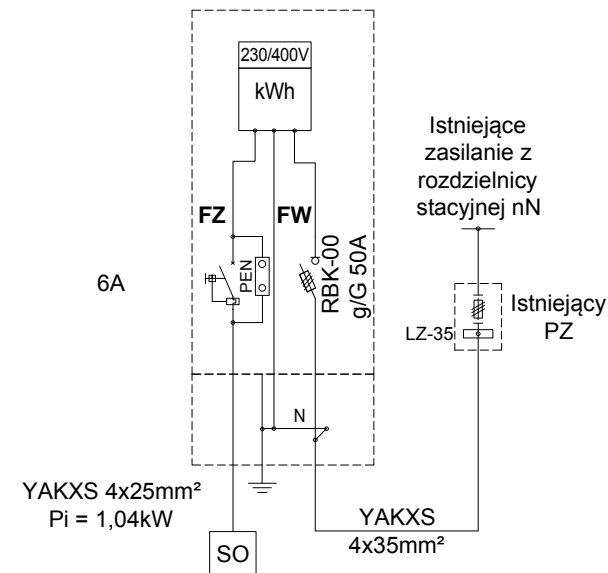 230/400V
kWh
FZ
FW
PEN
RBK-00
g/G 50A
6A
N
Istniejące
zasilanie z
rozdzielnicy
stacyjnej nN
LZ-35
Istniejący
PZ
YAKXS 4x25mm²
Pi = 1,04kW
SO
YAKXS
4x35mm²